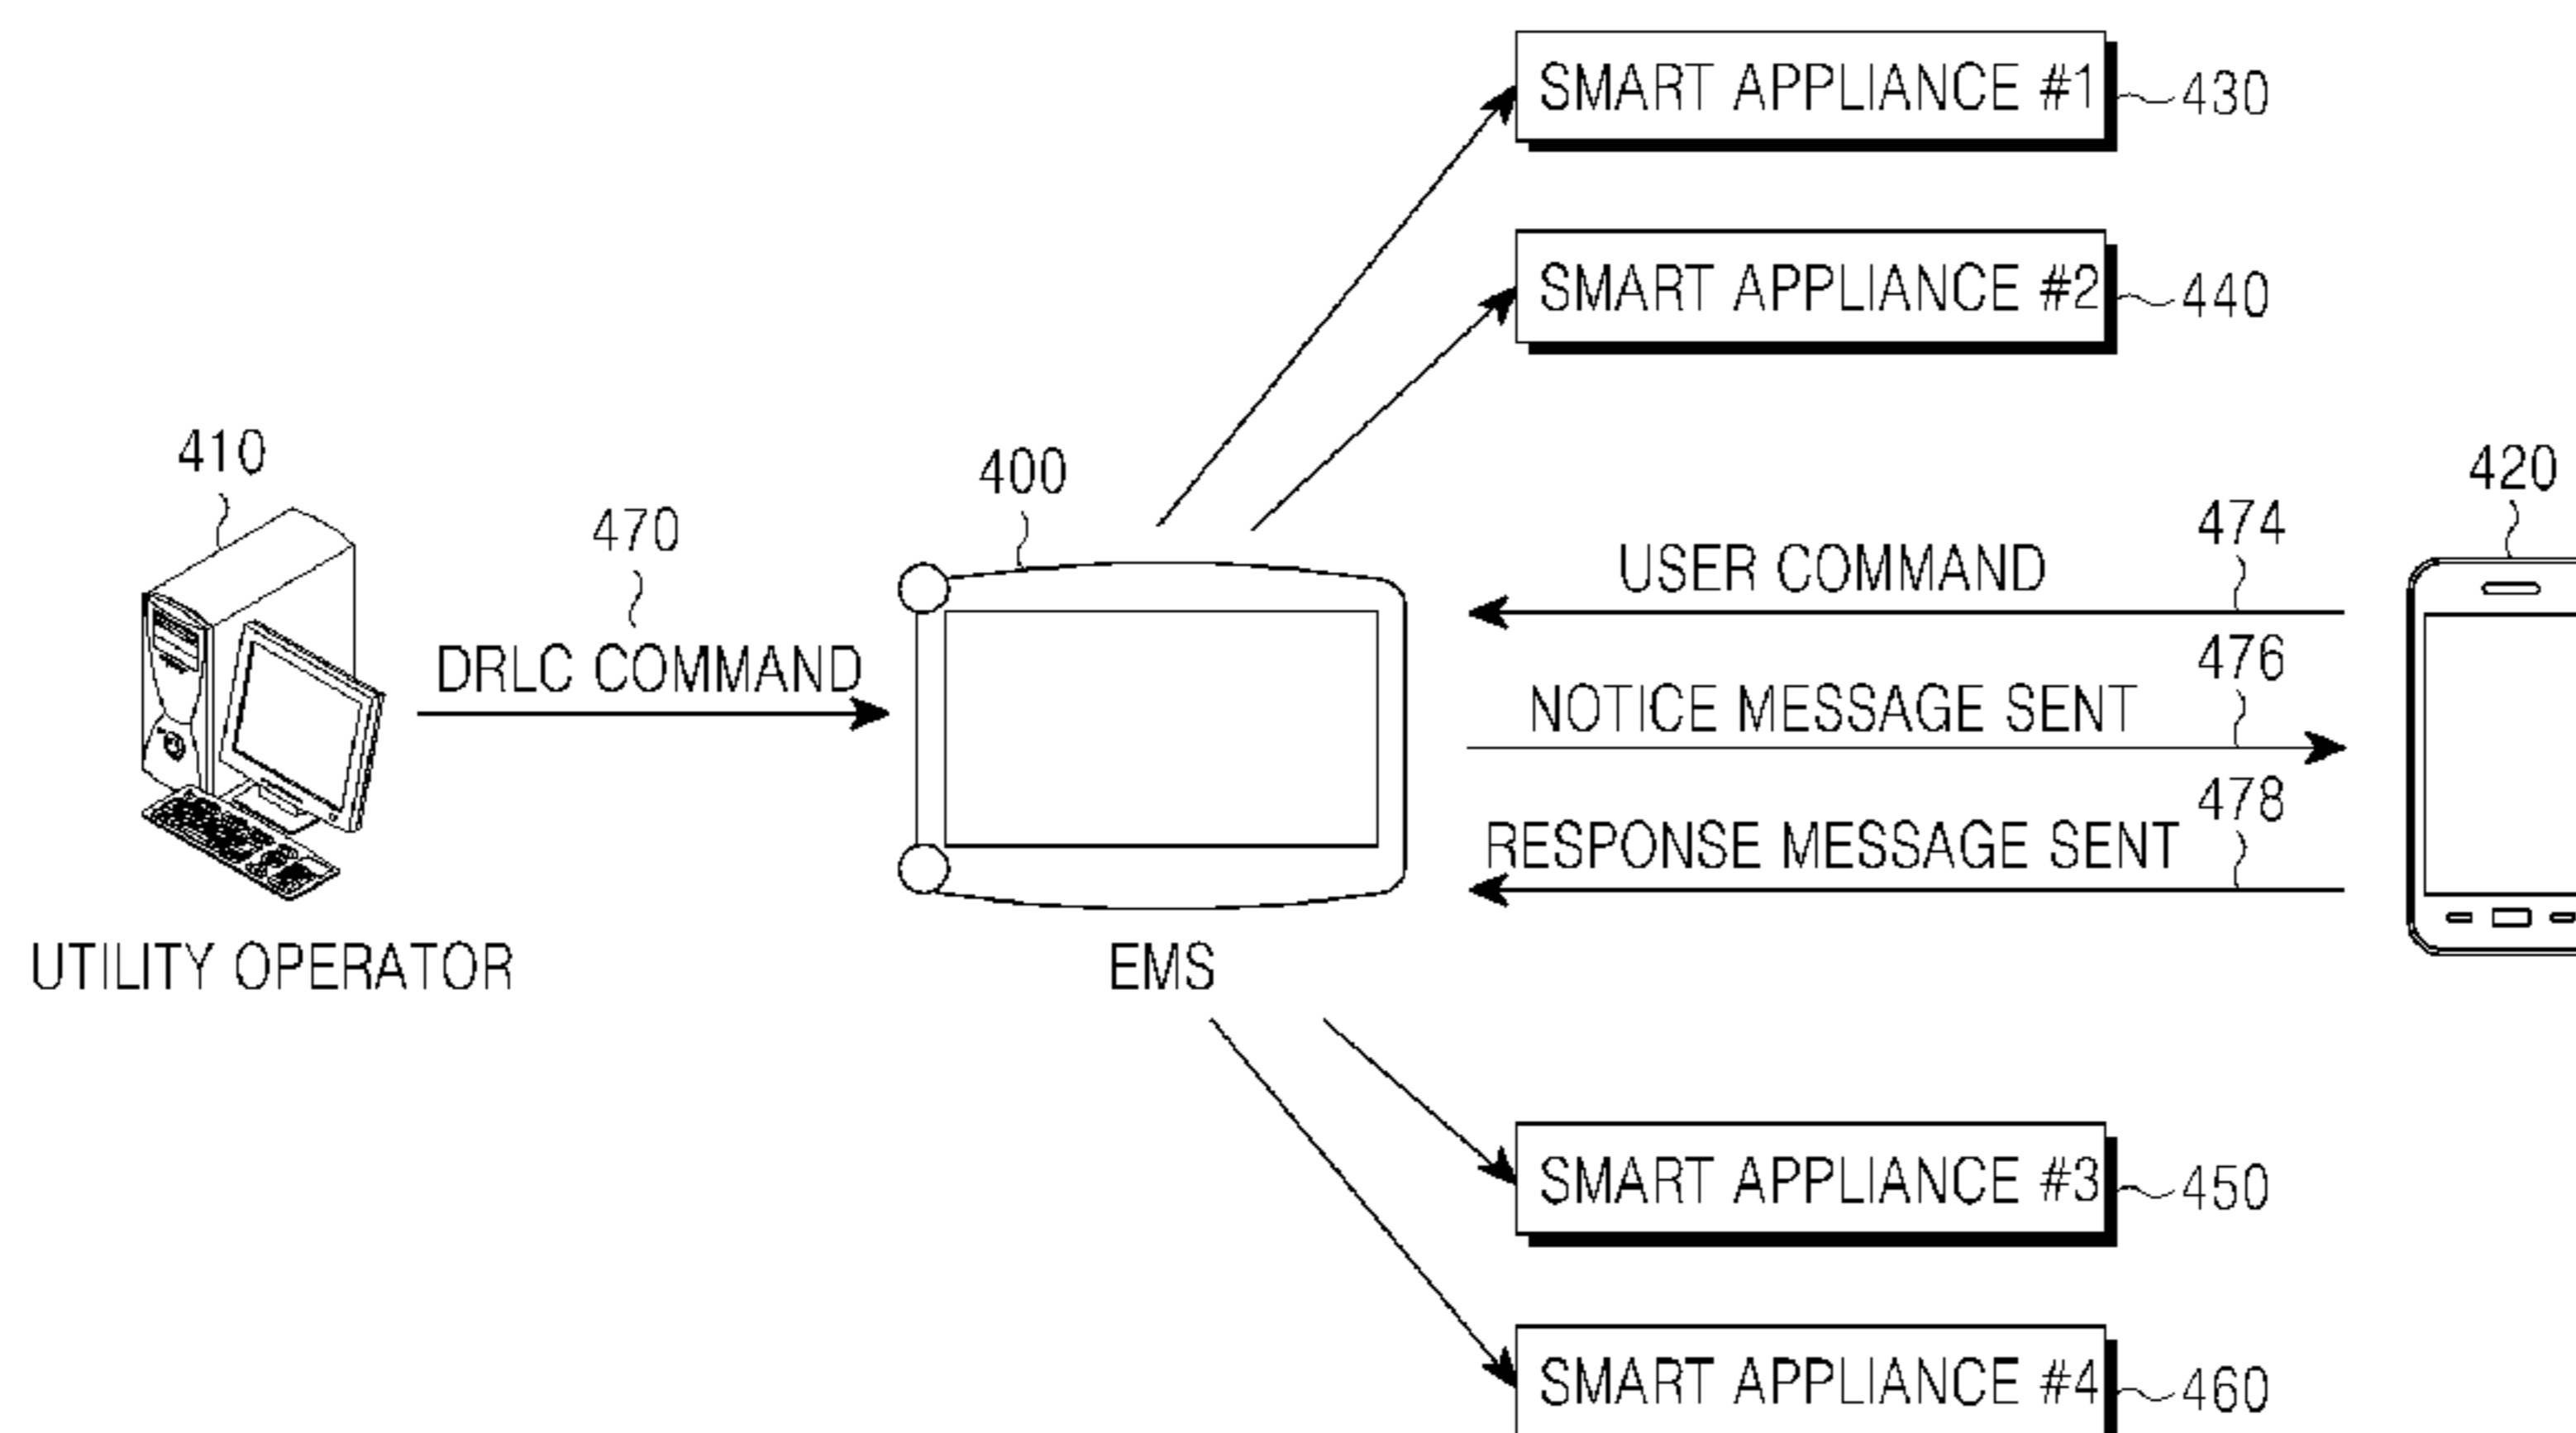 SMART APPLIANCE #1
430
SMART APPLIANCE #2
440
410
470
400
420
474
USER COMMAND
476
DRLC COMMAND
NOTICE MESSAGE SENT
478
RESPONSE MESSAGE SENT
UTILITY OPERATOR
EMS
SMART APPLIANCE #3
450
SMART APPLIANCE #4
460